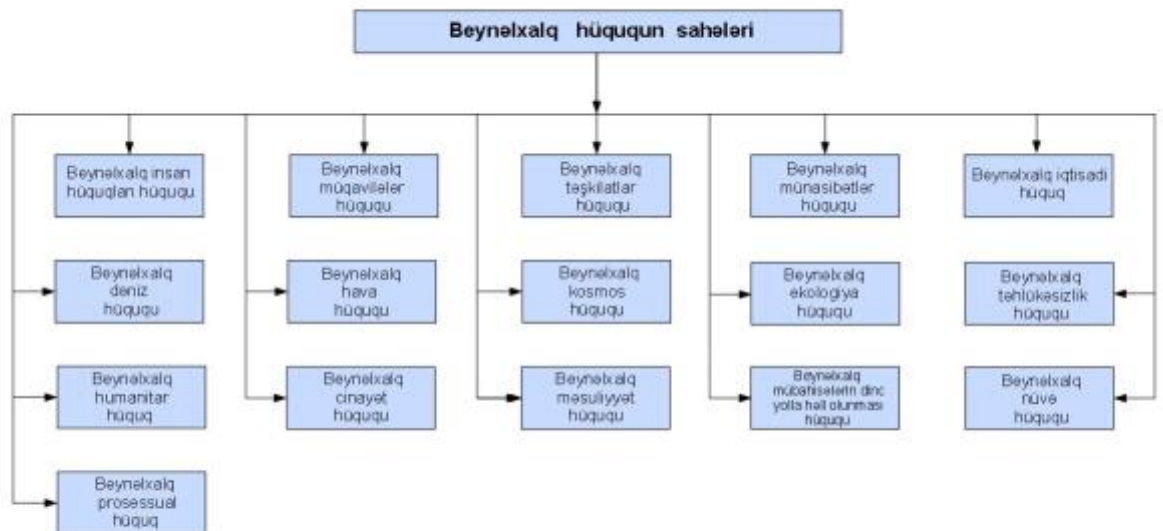 Beynəlxalq hüququn sahələri
Beynəlxalq insan
hüquqları hüququ
Beynəlxalq
müqavilələr
hüququ
Beynəlxalq
təşkilatlar
hüququ
Beynəlxalq
münasibətlər
hüququ
Beynəlxalq iqtisadi
hüquq
Beynəlxalq
dəniz
hüququ
Beynəlxalq
hava
hüququ
Beynəlxalq
kosmos
hüququ
Beynəlxalq
ekologiya
hüququ
Beynəlxalq
təhlükəsizlik
hüququ
Beynəlxalq
humanitar
hüquq
Beynəlxalq
cinayət
hüququ
Beynəlxalq
məsuliyyət
hüququ
Beynəlxalq
mübahisələrin dinc
yolla həll olunması
hüququ
Beynəlxalq
nüvə
hüququ
Beynəlxalq
prosessual
hüquq